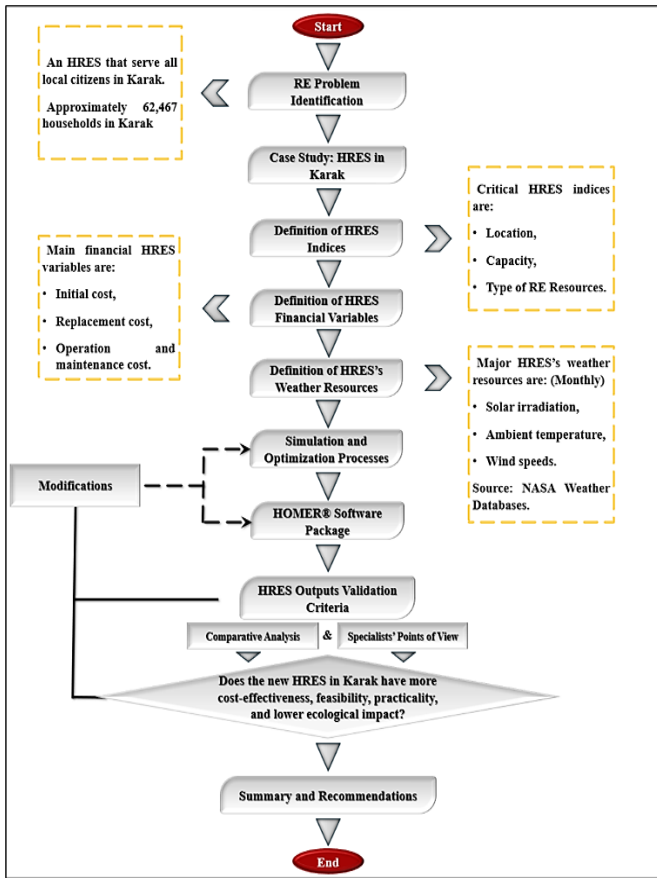 Start
An HRES that serve all
local citizens in Karak.
Approximately 62,467
households in Karak
RE Problem
Identification
Case Study: HRES in
Karak
Critical HRES indices
are:
• Location,
• Capacity,
• Type of RE Resources.
Definition of HRES
Indices
Main financial HRES
variables are:
• Initial cost,
• Replacement cost,
• Operation and
maintenance cost.
Definition of HRES
Financial Variables
Definition of HRES's
Weather Resources
Major HRES's weather
resources are: (Monthly)
• Solar irradiation,
• Ambient temperature,
• Wind speeds.
Source: NASA Weather
Databases.
Simulation and
Optimization Processes
Modifications
HOMER® Software
Package
HRES Outputs Validation
Criteria
Comparative Analysis & Specialists' Points of View
Does the new HRES in Karak have more
cost-effectiveness, feasibility, practicality,
and lower ecological impact?
Summary and Recommendations
End